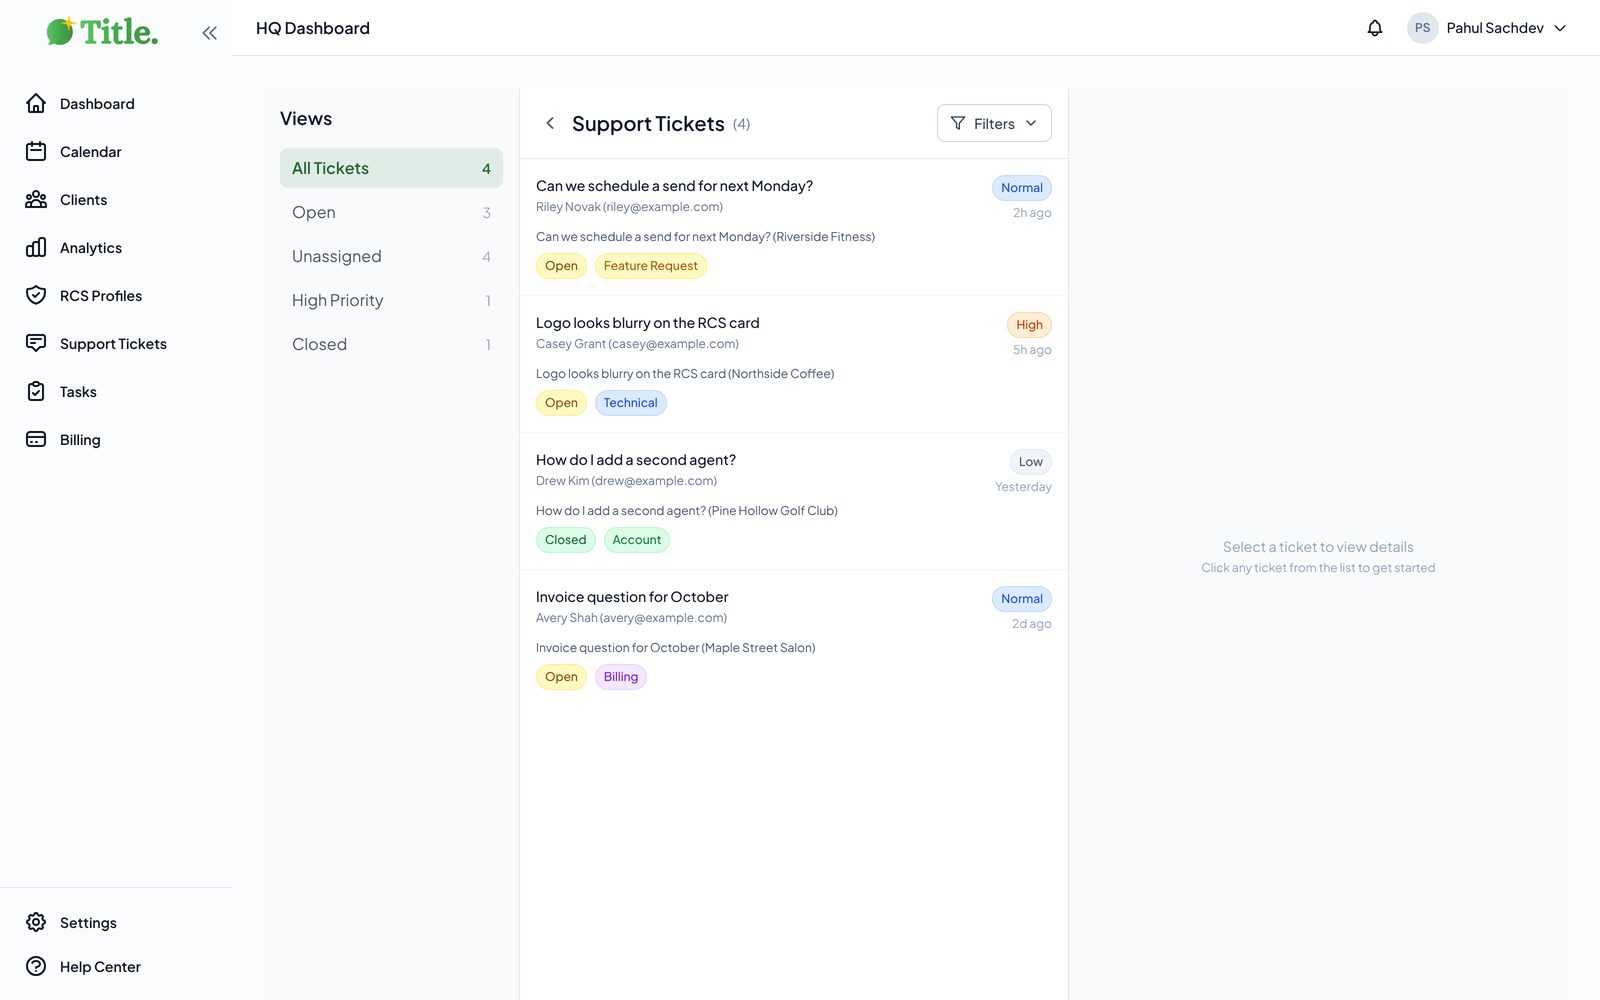 Title.
HQ Dashboard
PS
Pahul Sachdev
Dashboard
Calendar
Clients
Analytics
RCS Profiles
Support Tickets
Tasks
Billing
Settings
Help Center
Views
All Tickets 4
Open 3
Unassigned 4
High Priority 1
Closed 1
Support Tickets (4)
Filters
Can we schedule a send for next Monday?
Normal
Riley Novak (riley@example.com)
2h ago
Can we schedule a send for next Monday? (Riverside Fitness)
Open Feature Request
Logo looks blurry on the RCS card
High
Casey Grant (casey@example.com)
5h ago
Logo looks blurry on the RCS card (Northside Coffee)
Open Technical
How do I add a second agent?
Low
Drew Kim (drew@example.com)
Yesterday
How do I add a second agent? (Pine Hollow Golf Club)
Closed Account
Invoice question for October
Normal
Avery Shah (avery@example.com)
2d ago
Invoice question for October (Maple Street Salon)
Open Billing
Select a ticket to view details
Click any ticket from the list to get started